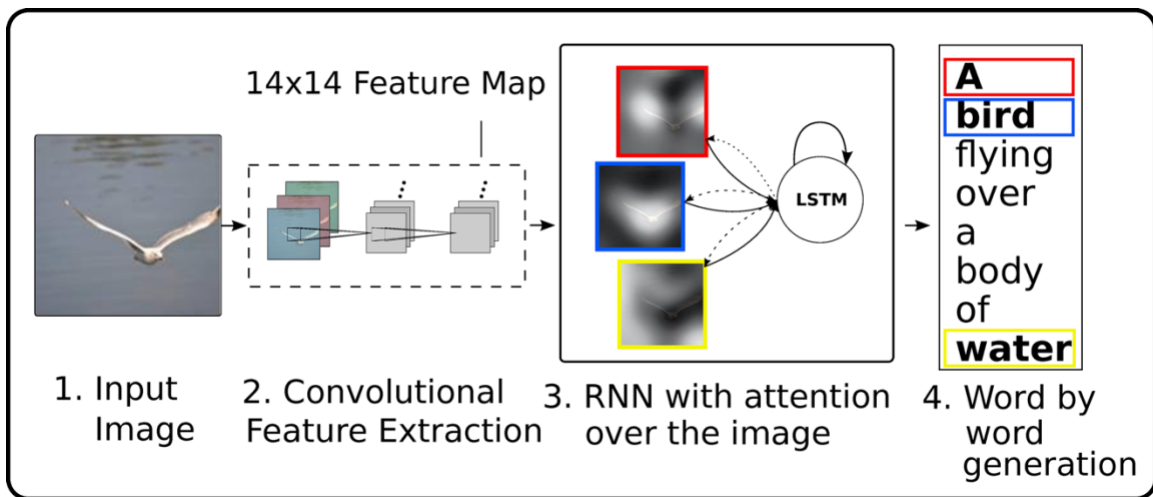 14x14 Feature Map
LSTM
A
bird
flying
over
a
body
of
water
1. Input
Image
2. Convolutional
Feature Extraction
3. RNN with attention
over the image
4. Word by
word
generation